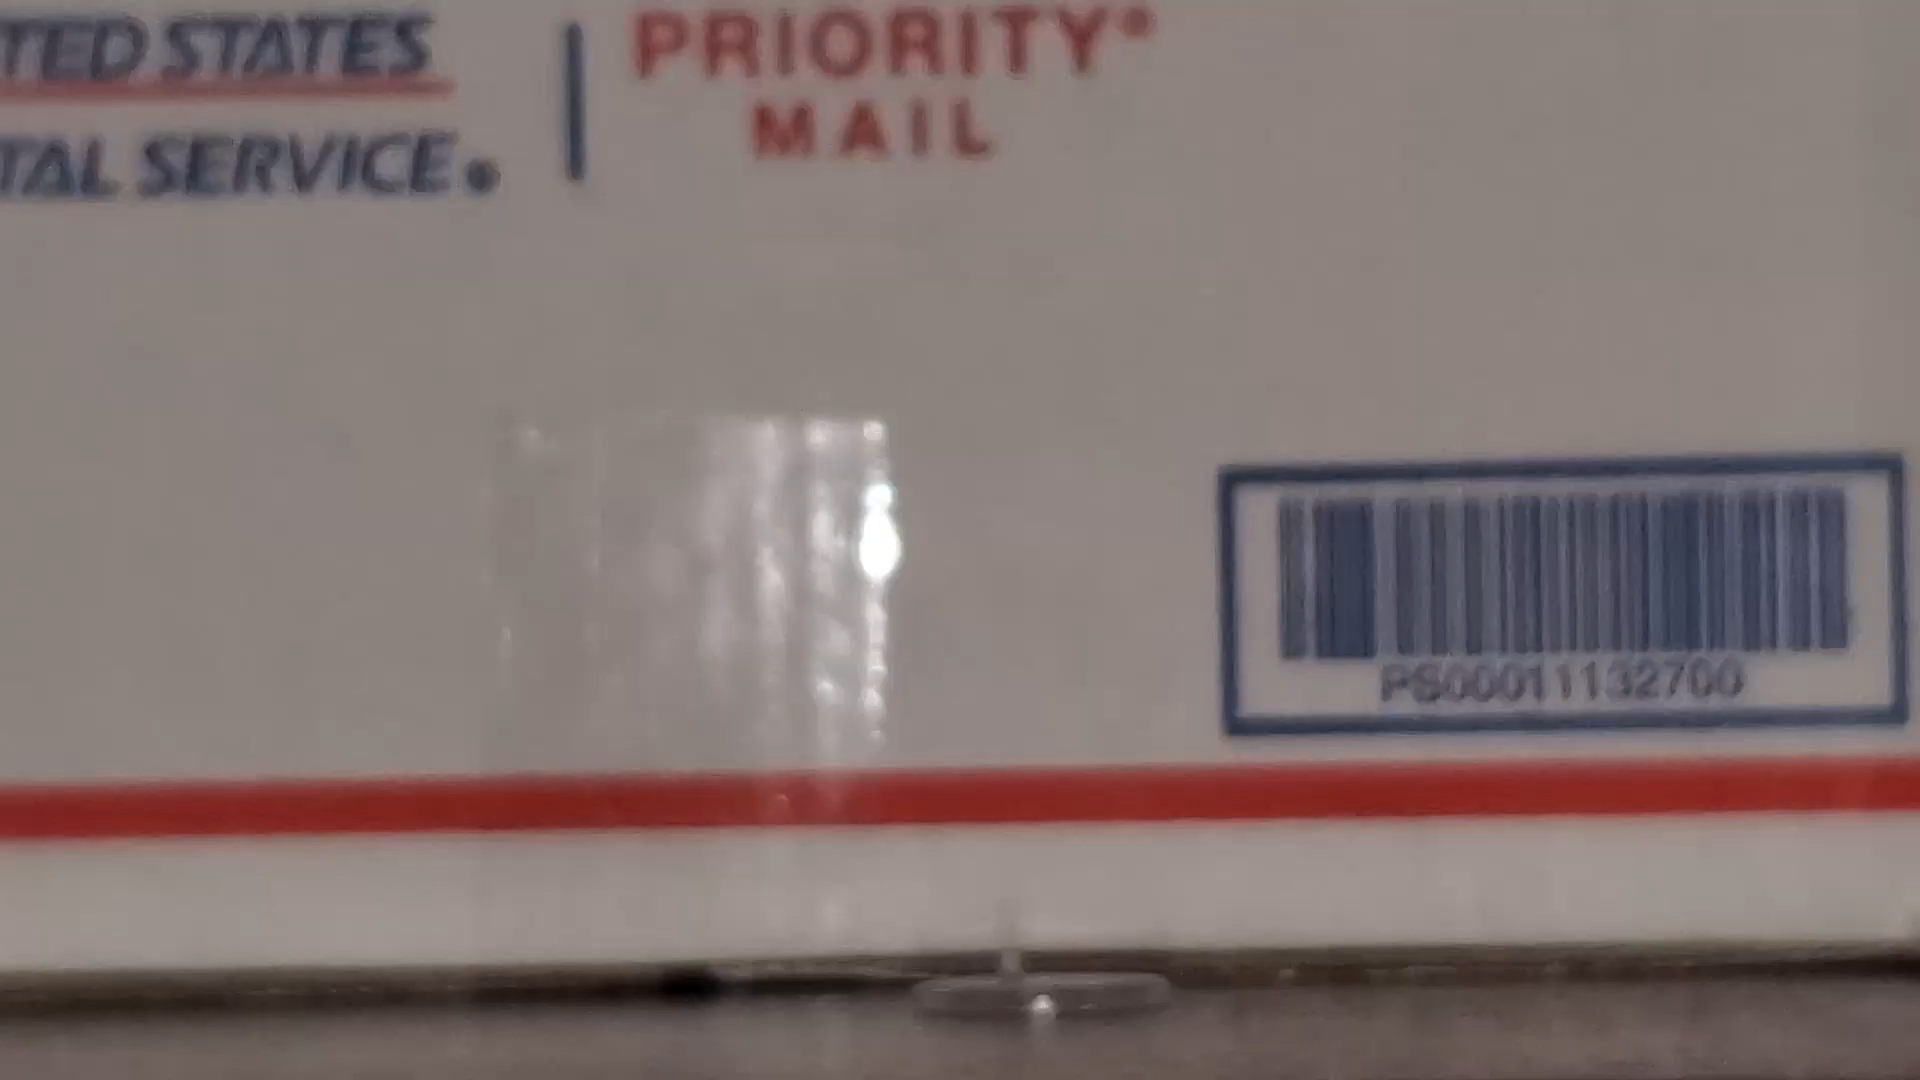 TED STATES
TAL SERVICE.
PRIORITY®
MAIL
PS00011132700